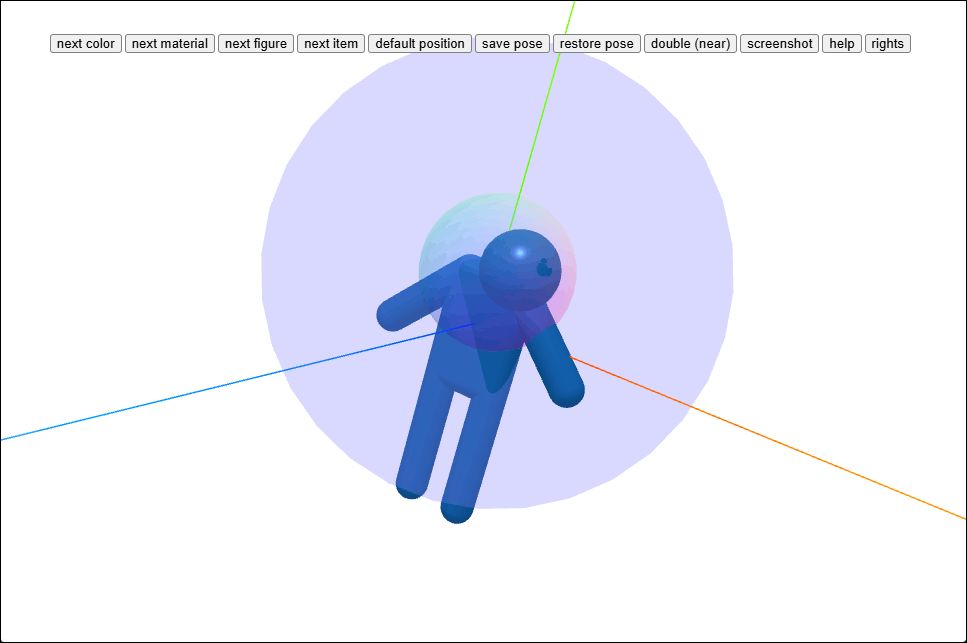 next color next material next figure next item default position save pose restore pose double (near) screenshot help rights